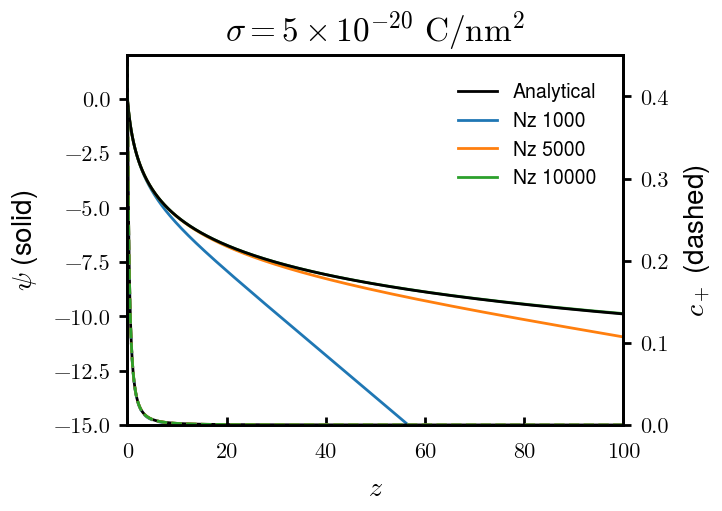 σ = 5 × 10⁻²⁰ C/nm²
Analytical
Nz 1000
Nz 5000
Nz 10000
ψ (solid)
0.0
−2.5
−5.0
−7.5
−10.0
−12.5
−15.0
0.4
0.3
0.2
0.1
0.0
c₊ (dashed)
0 20 40 60 80 100
z